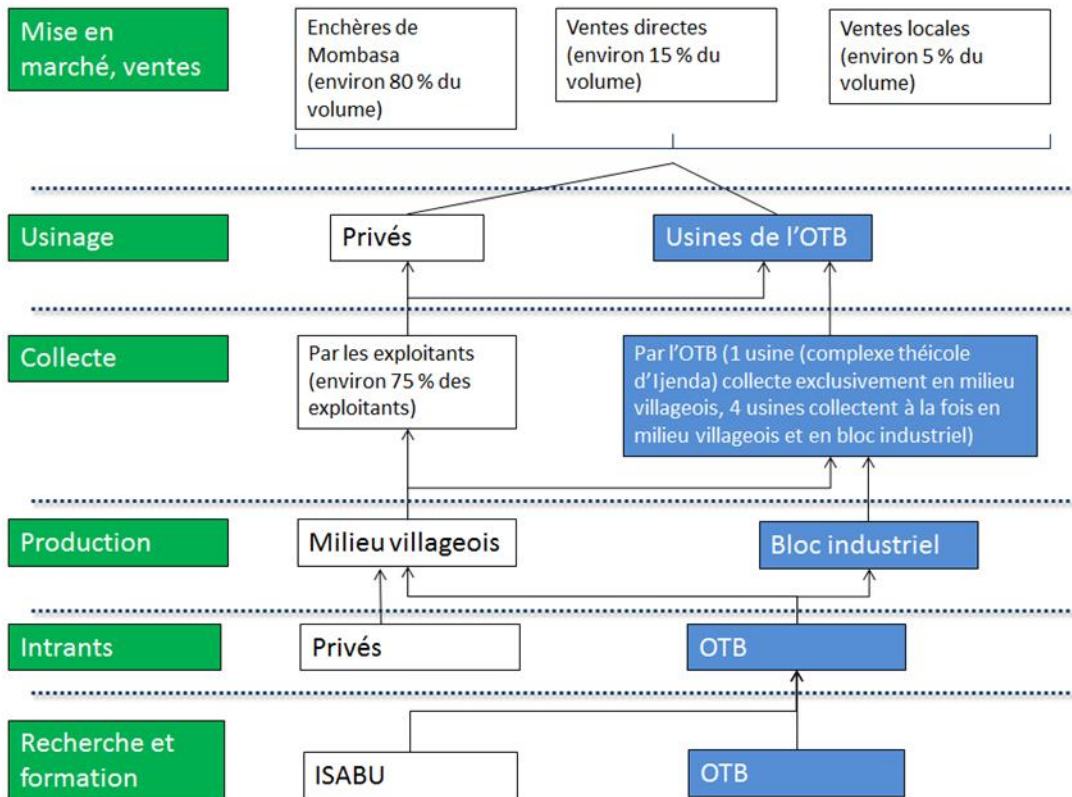 Mise en
marché, ventes
Enchères de
Mombasa
(environ 80 % du
volume)
Ventes directes
(environ 15 % du
volume)
Ventes locales
(environ 5 % du
volume)
Usinage
Privés
Usines de l’OTB
Collecte
Par les exploitants
(environ 75 % des
exploitants)
Par l’OTB (1 usine (complexe théicole
d’Ijenda) collecte exclusivement en milieu
villageois, 4 usines collectent à la fois en
milieu villageois et en bloc industriel)
Production
Milieu villageois
Bloc industriel
Intrants
Privés
OTB
Recherche et
formation
ISABU
OTB